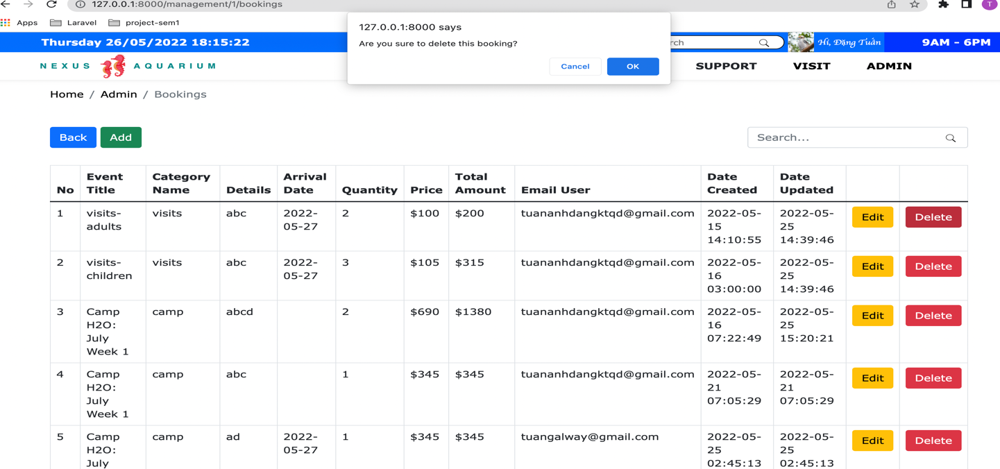 127.0.0.1:8000/management/1/bookings
T
Apps Laravel project-sem1
127.0.0.1:8000 says
Are you sure to delete this booking?
Cancel OK
Thursday 26/05/2022 18:15:22
rch
Hi, Đặng Tuấn
9AM - 6PM
NEXUS AQUARIUM
SUPPORT VISIT ADMIN
Home / Admin / Bookings
Back Add
Search...
No Event Title Category Name Details Arrival Date Quantity Price Total Amount Email User Date Created Date Updated
1 visits-adults visits abc 2022-05-27 2 $100 $200 tuananhdangktqd@gmail.com 2022-05-15 14:10:55 2022-05-25 14:39:46 Edit Delete
2 visits-children visits abc 2022-05-27 3 $105 $315 tuananhdangktqd@gmail.com 2022-05-16 03:00:00 2022-05-25 14:39:46 Edit Delete
3 Camp H2O: July Week 1 camp abcd 2 $690 $1380 tuananhdangktqd@gmail.com 2022-05-16 07:22:49 2022-05-25 15:20:21 Edit Delete
4 Camp H2O: July Week 1 camp abc 1 $345 $345 tuananhdangktqd@gmail.com 2022-05-21 07:05:29 2022-05-21 07:05:29 Edit Delete
5 Camp H2O: July camp ad 2022-05-27 1 $345 $345 tuangalway@gmail.com 2022-05-25 02:45:13 2022-05-25 02:45:13 Edit Delete